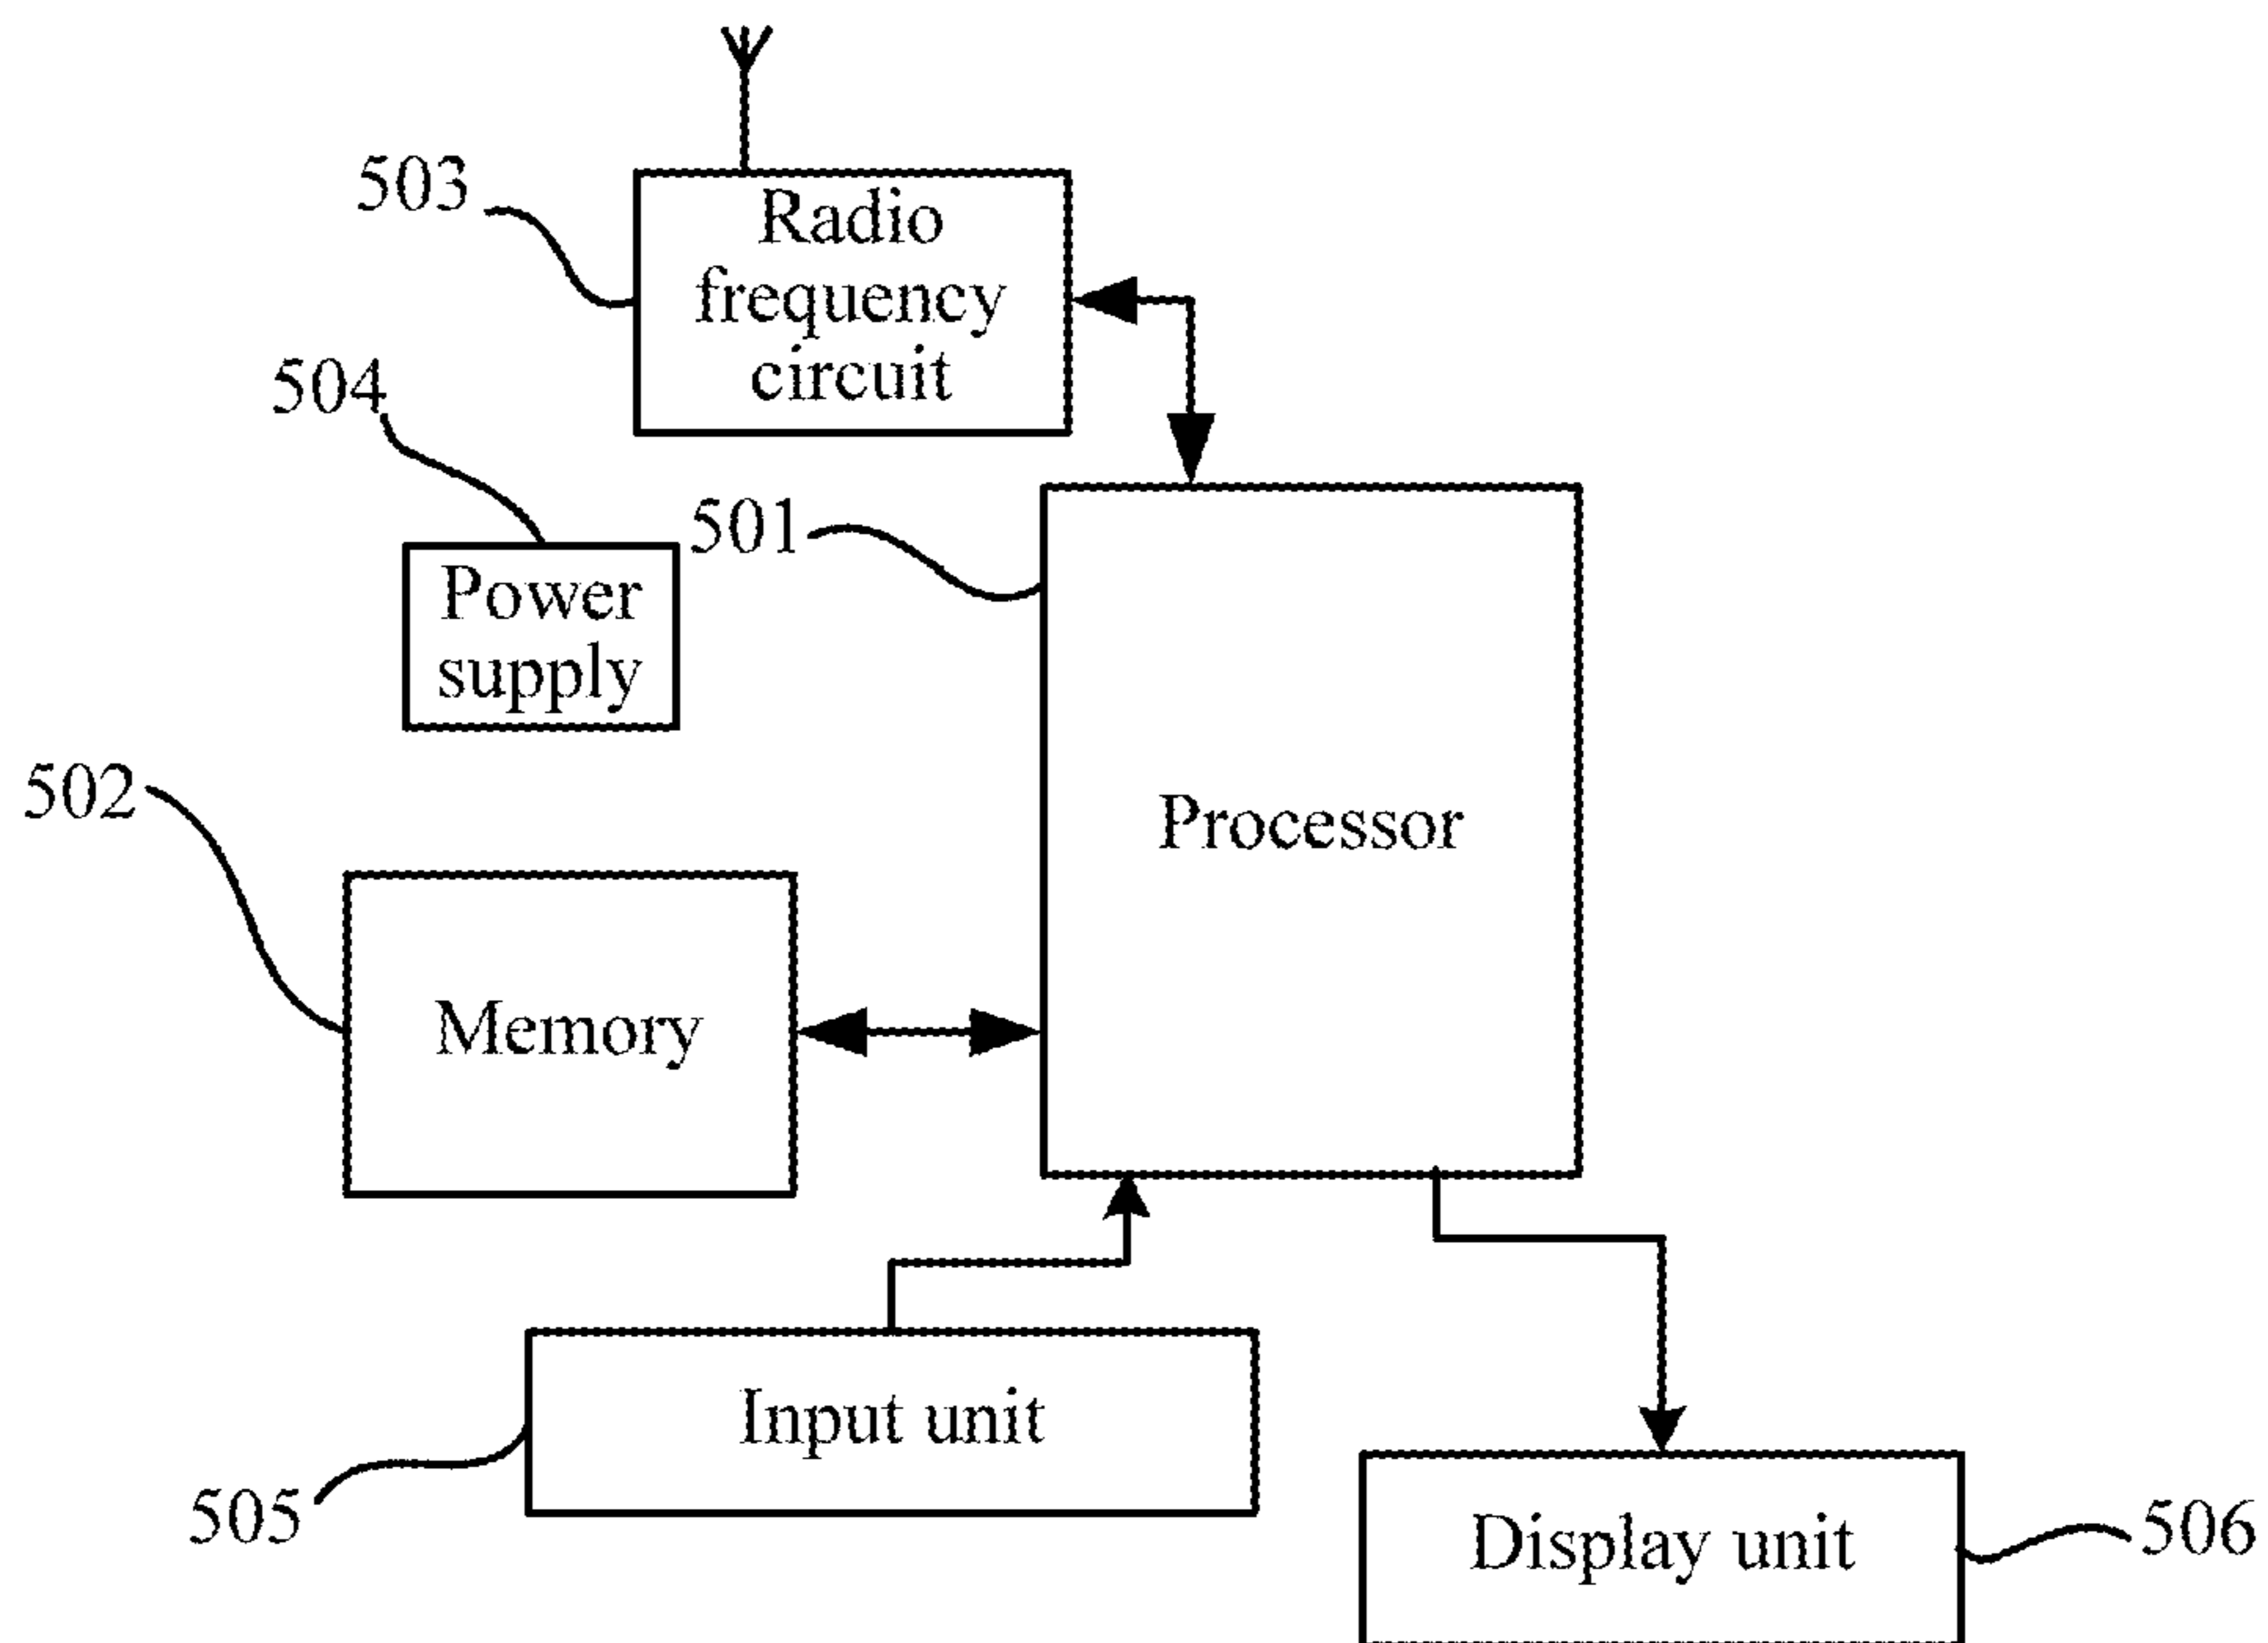 503
Radio
frequency
circuit
504
501
Power
supply
502
Processor
Memory
Input unit
505
Display unit
506